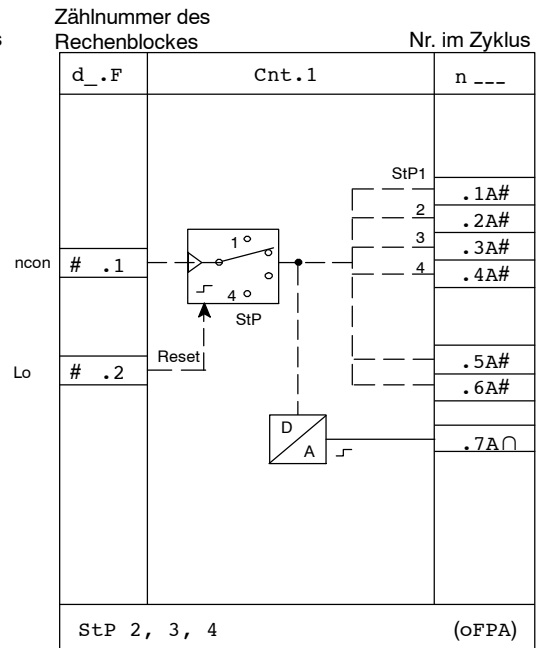 Zählnummer des
Rechenblockes Nr. im Zyklus
s
d_.F Cnt.1 n ___
StP1
.1A#
2 .2A#
3 .3A#
4 .4A#
1
ncon # .1
4
StP
Reset
Lo # .2
.5A#
.6A#
D
A
.7A∩
StP 2, 3, 4 (oFPA)